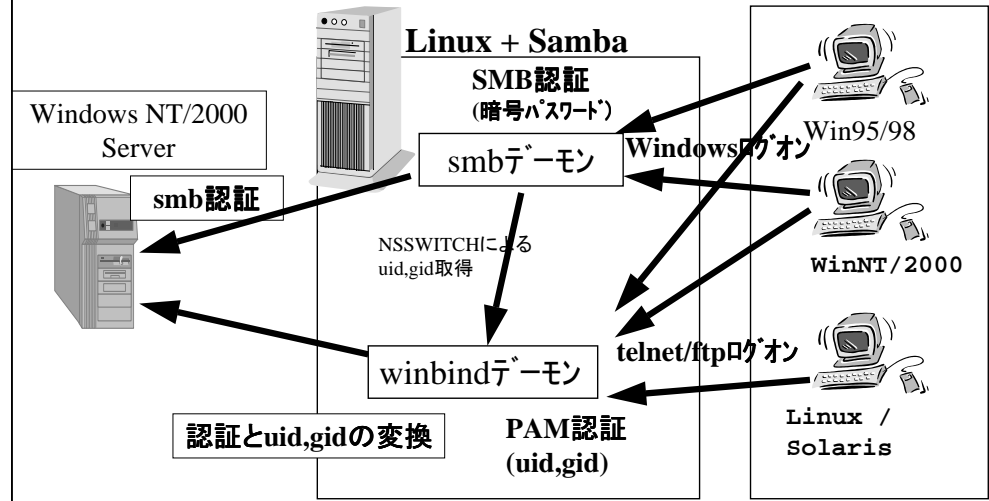 Linux + Samba
SMB認証
(暗号ﾊﾟｽﾜｰﾄﾞ)
Windows NT/2000
Server
smb認証
smbデーモン
Windowsﾛｸﾞｵﾝ
Win95/98
NSSWITCHによる
uid,gid取得
WinNT/2000
winbindデーモン
telnet/ftpﾛｸﾞｵﾝ
認証とuid,gidの変換
PAM認証
(uid,gid)
Linux /
Solaris